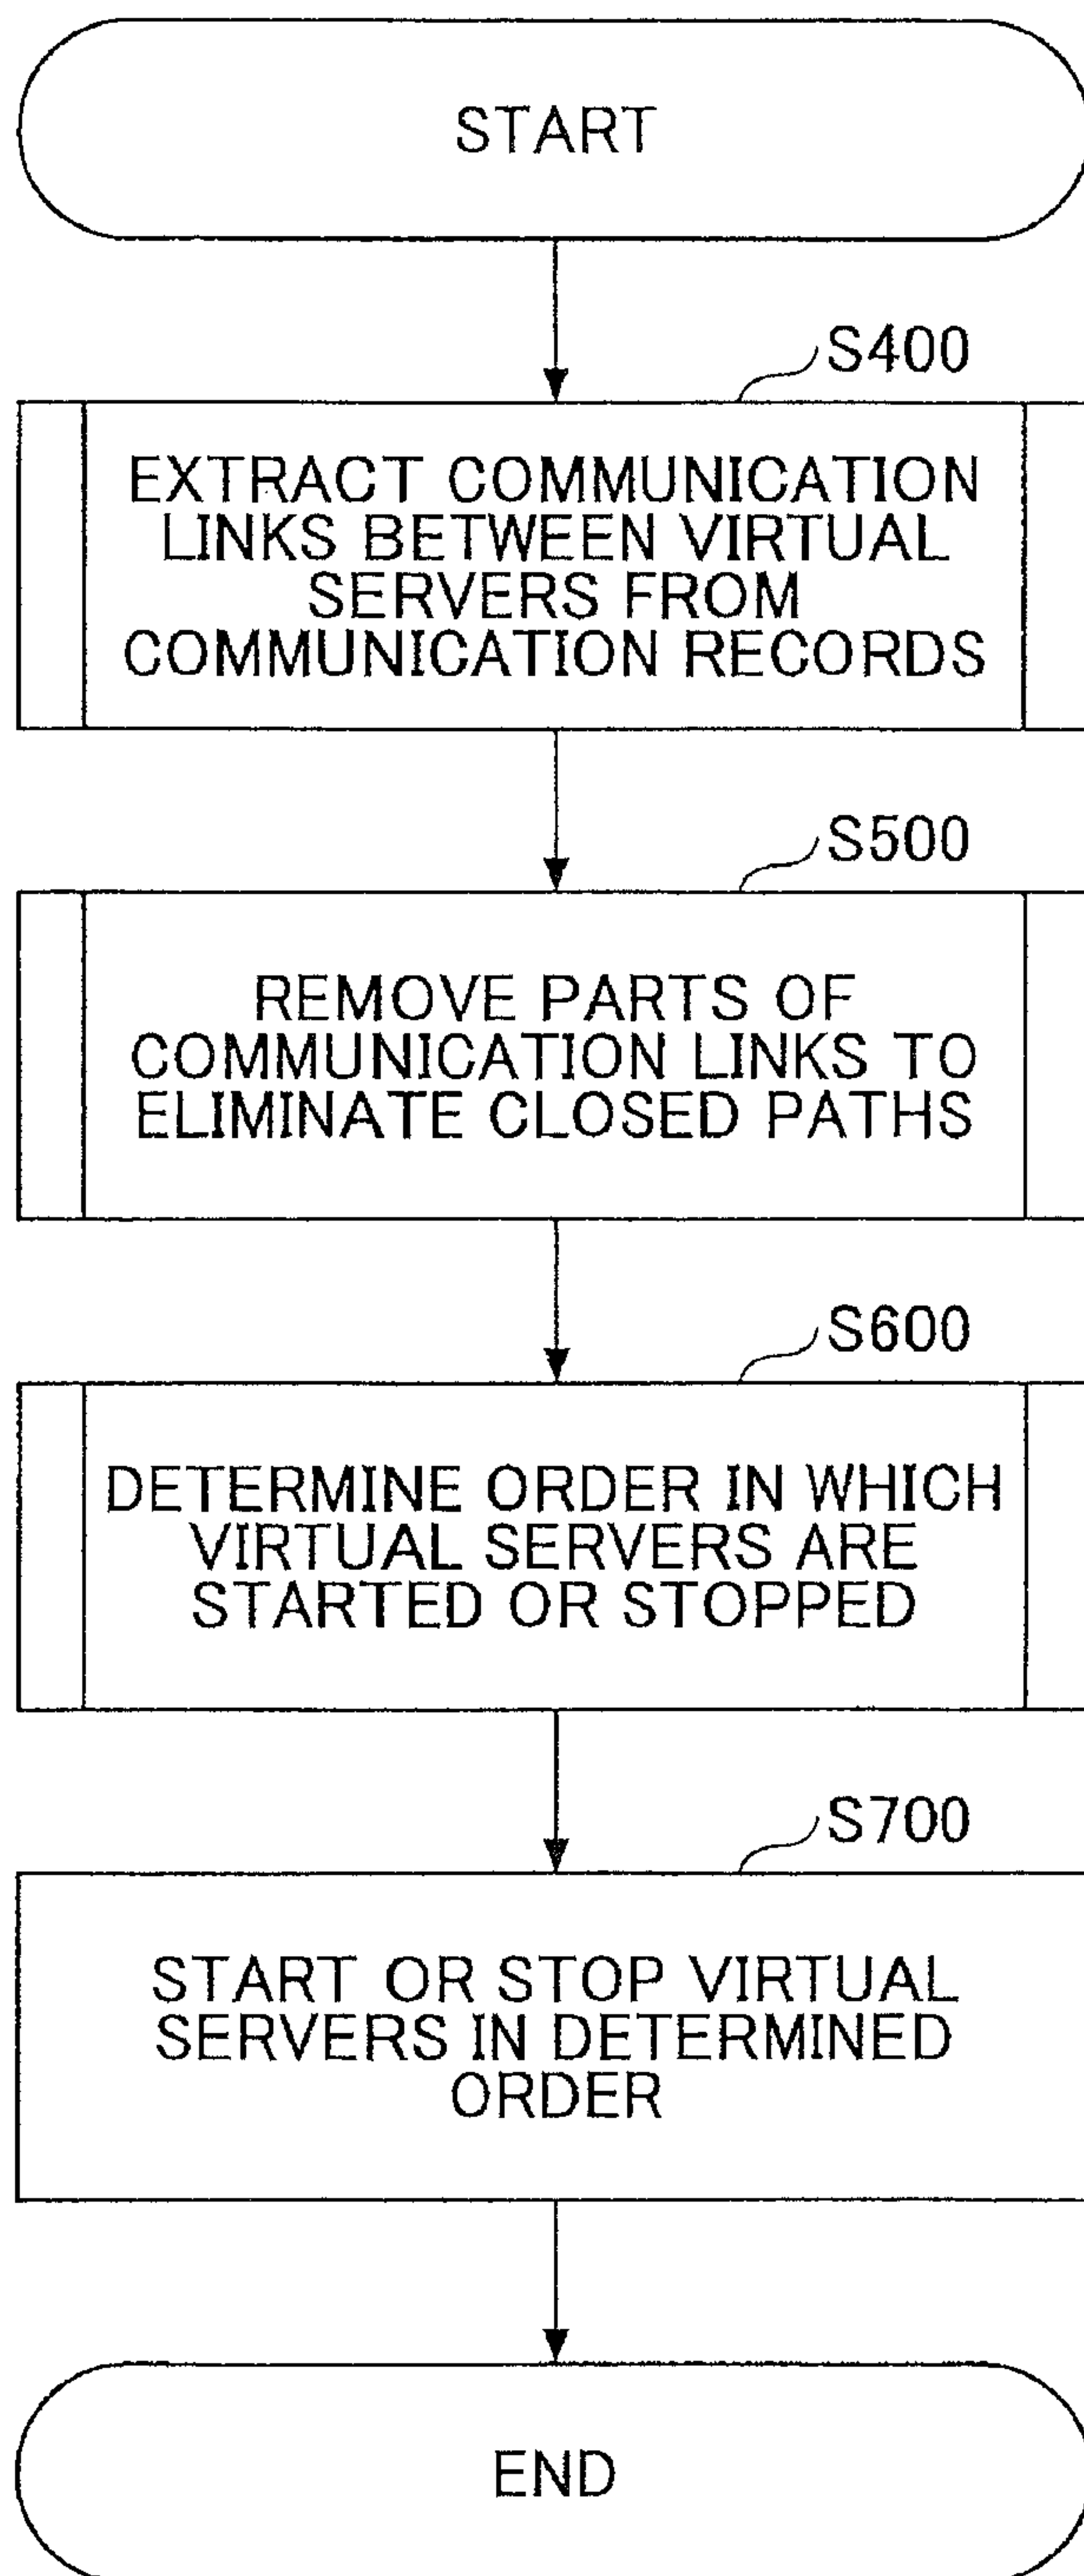 START
S400
EXTRACT COMMUNICATION
LINKS BETWEEN VIRTUAL
SERVERS FROM
COMMUNICATION RECORDS
S500
REMOVE PARTS OF
COMMUNICATION LINKS TO
ELIMINATE CLOSED PATHS
S600
DETERMINE ORDER IN WHICH
VIRTUAL SERVERS ARE
STARTED OR STOPPED
S700
START OR STOP VIRTUAL
SERVERS IN DETERMINED
ORDER
END